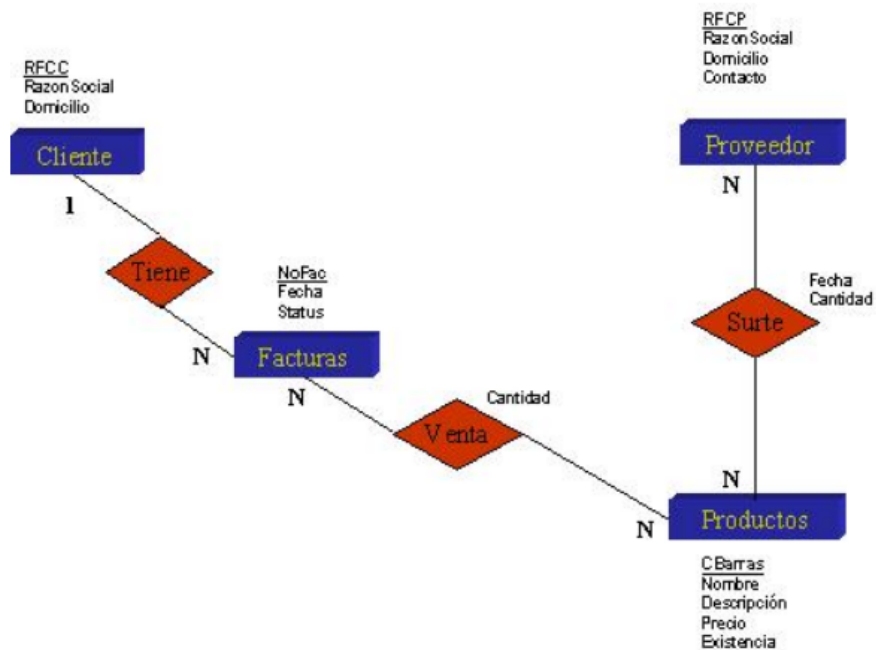 RFCC
Razon Social
Domicilio
Cliente
1
Tiene
N
NoFac
Fecha
Status
Facturas
N
Cantidad
Venta
N
RFCP
Razon Social
Domicilio
Contacto
Proveedor
N
Fecha
Cantidad
Surte
N
Productos
CBarras
Nombre
Descripción
Precio
Existencia